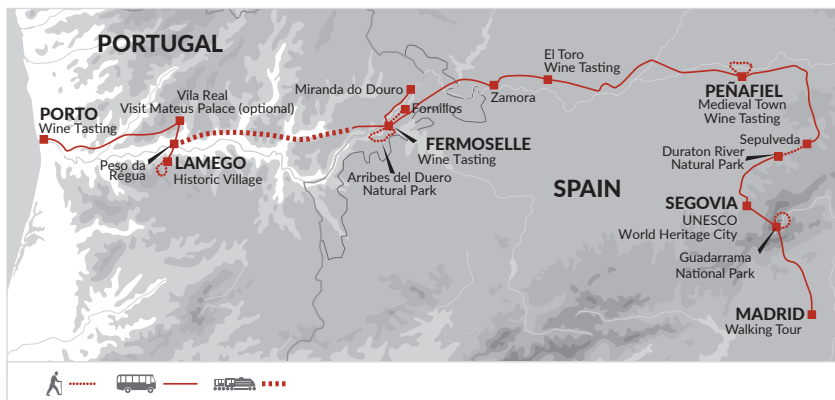 PORTUGAL
PORTO
Wine Tasting
Vila Real
Visit Mateus Palace (optional)
Peso da
Régua
LAMEGO
Historic Village
Miranda do Douro
Fornillos
FERMOSELLE
Wine Tasting
Arribes del Duero
Natural Park
Zamora
El Toro
Wine Tasting
SPAIN
PEÑAFIEL
Medieval Town
Wine Tasting
Sepulveda
Duraton River
Natural Park
SEGOVIA
UNESCO
World Heritage City
Guadarrama
National Park
MADRID
Walking Tour